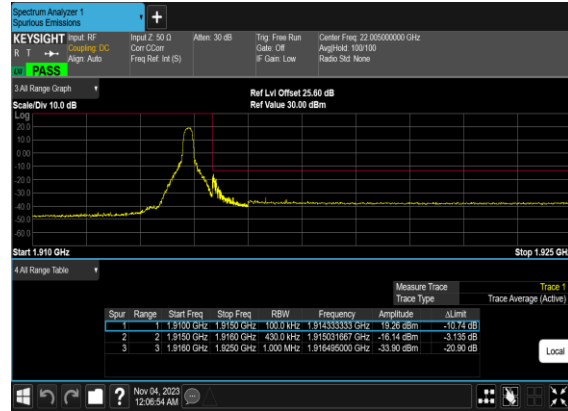 Spectrum Analyzer 1
Spurious Emissions
KEYSIGHT Input: RF Input Z: 50 Ω Atten: 30 dB Trig: Free Run Center Freq: 22.005000000 GHz
R T Coupling: DC Corr CCorr Gate: Off Avg|Hold: 100/100
Align: Auto Freq Ref: Int (S) IF Gain: Low Radio Std: None
PASS
3 All Range Graph
Ref Lvl Offset 25.60 dB
Scale/Div 10.0 dB Ref Value 30.00 dBm
Log
20.0
10.0
0.00
-10.0
-20.0
-30.0
-40.0
-50.0
-60.0
Start 1.910 GHz Stop 1.925 GH
4 All Range Table
Measure Trace Trace 1
Trace Type Trace Average (Active)
Spur Range Start Freq Stop Freq RBW Frequency Amplitude ΔLimit
1 1 1.9100 GHz 1.9150 GHz 100.0 kHz 1.914333333 GHz 19.26 dBm -10.74 dB
2 2 1.9150 GHz 1.9160 GHz 430.0 kHz 1.915031667 GHz -16.14 dBm -3.135 dB
3 3 1.9160 GHz 1.9250 GHz 1.000 MHz 1.916495000 GHz -33.90 dBm -20.90 dB
Local
? Nov 04, 2023
12:06:54 AM